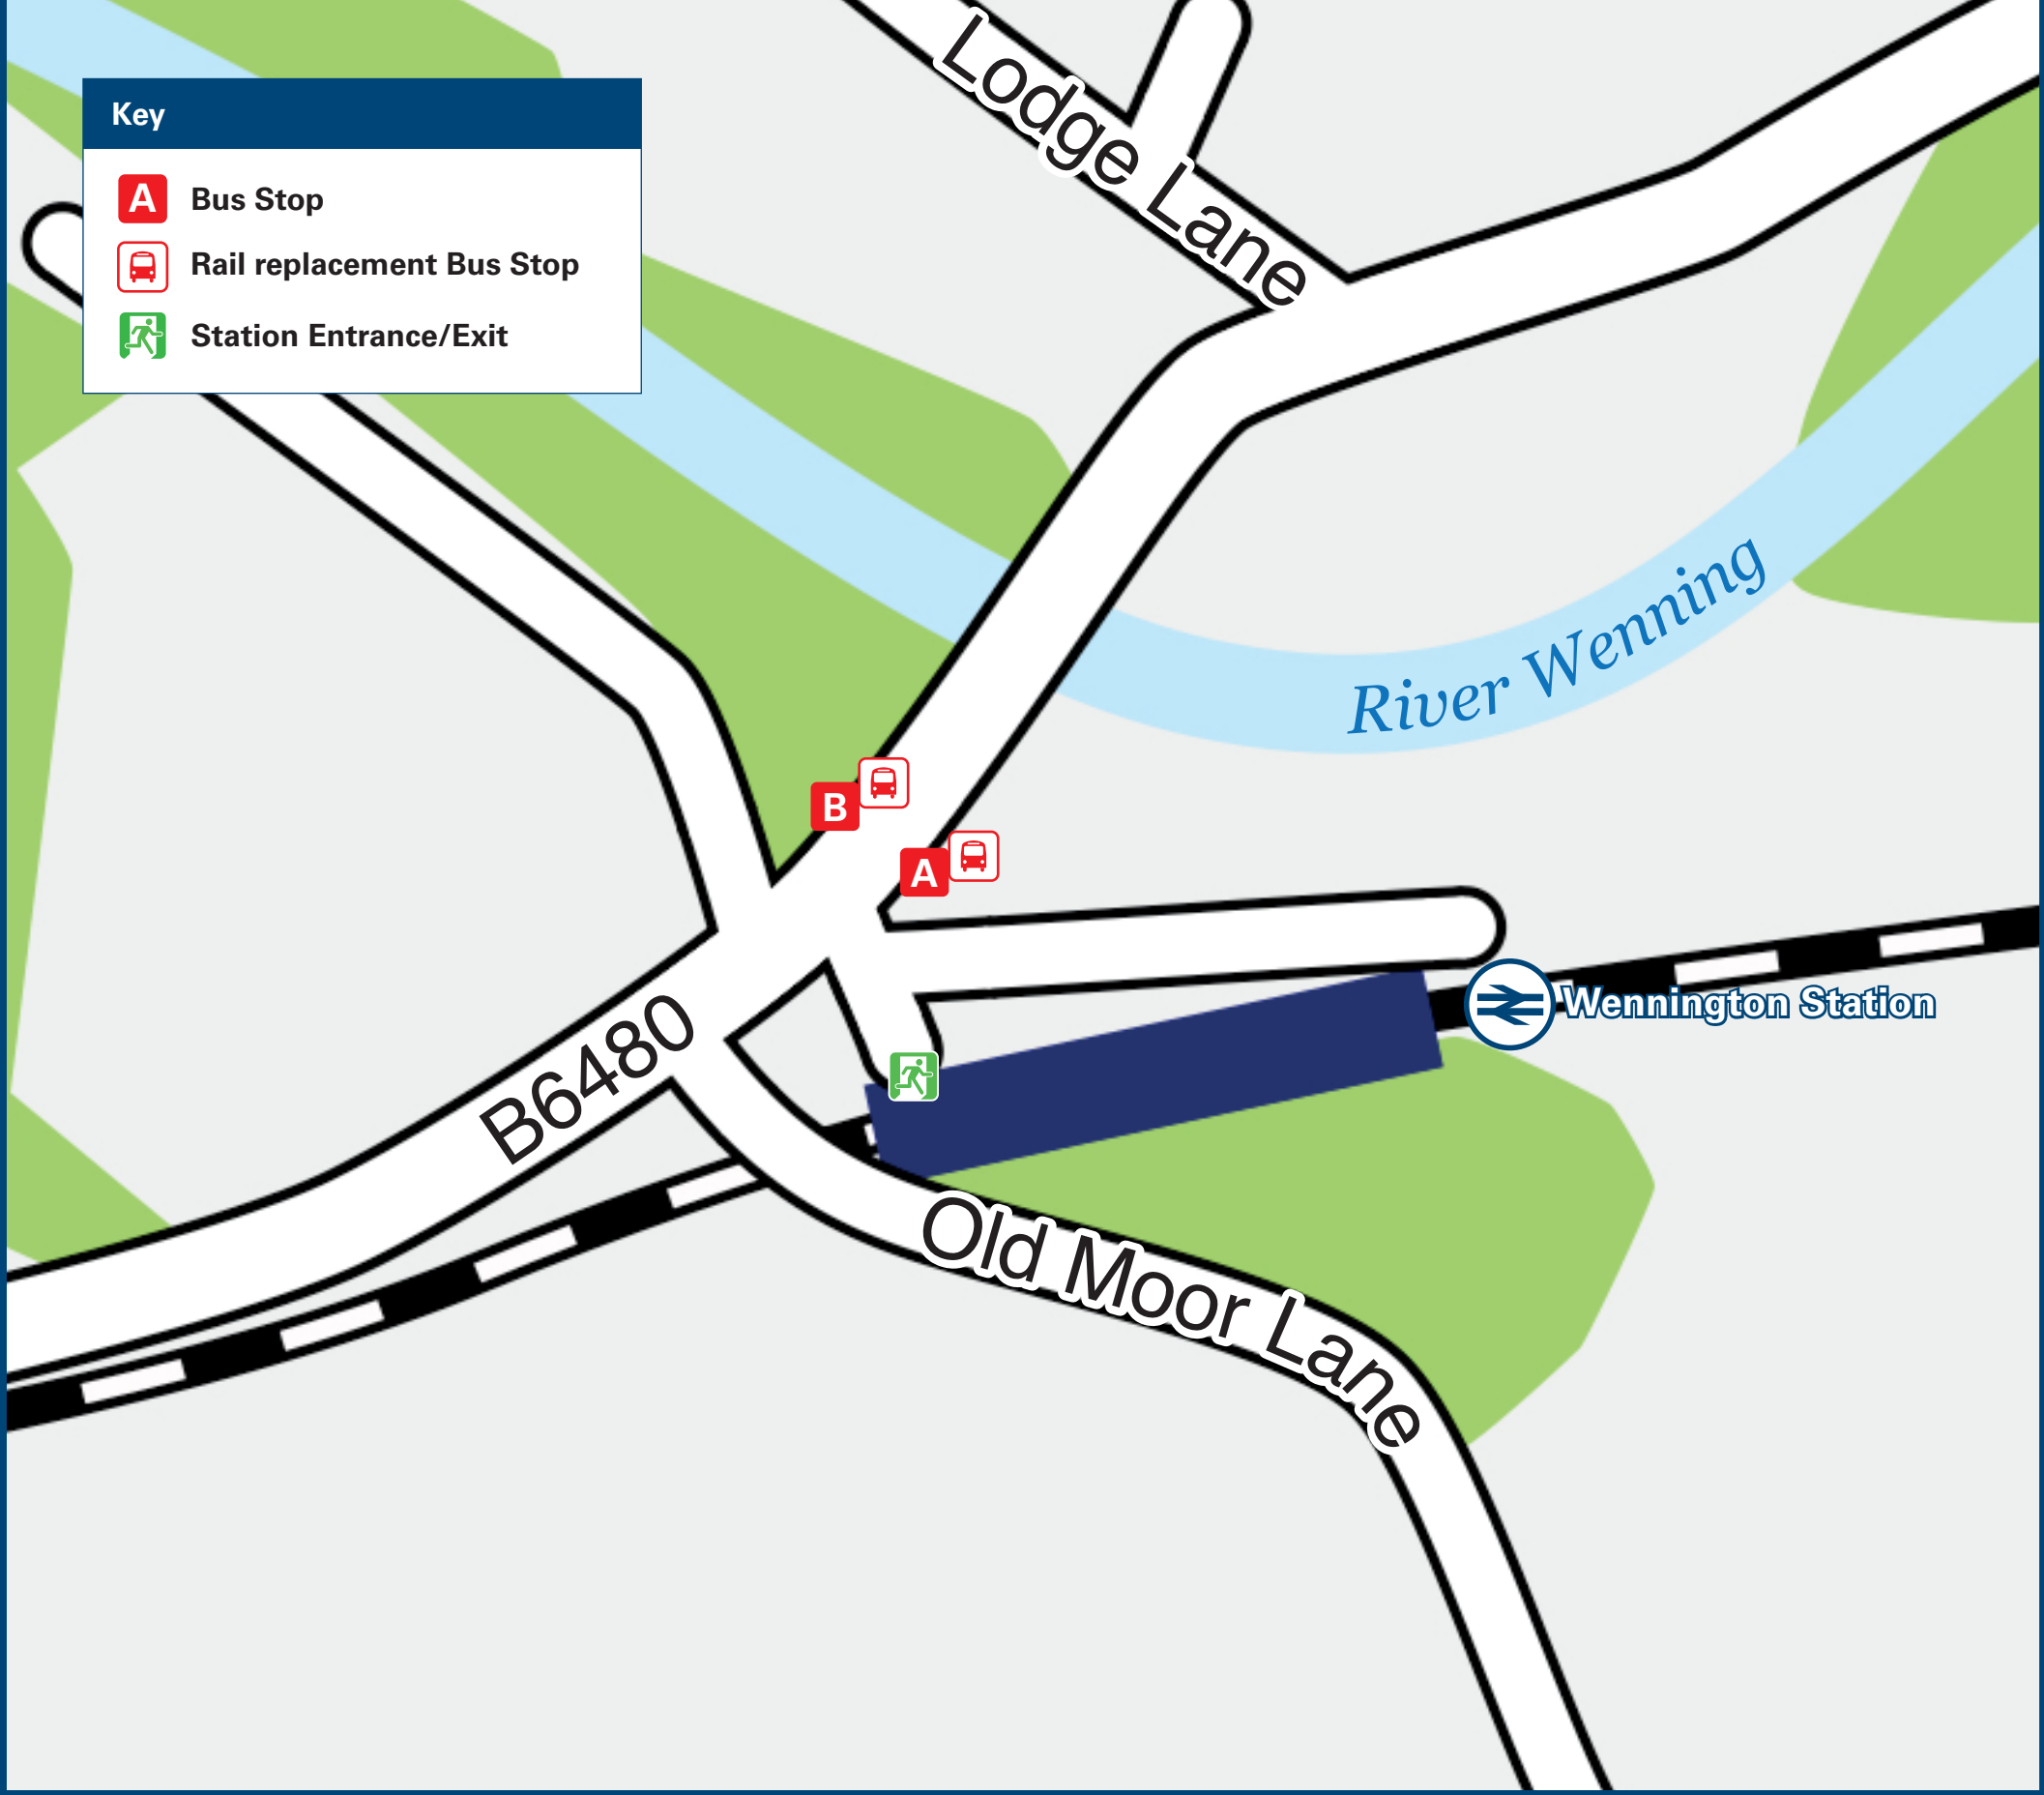 Lodge Lane
Key
A Bus Stop
Rail replacement Bus Stop
Station Entrance/Exit
River Wenning
B
A
Wennington Station
B6480
Old Moor Lane